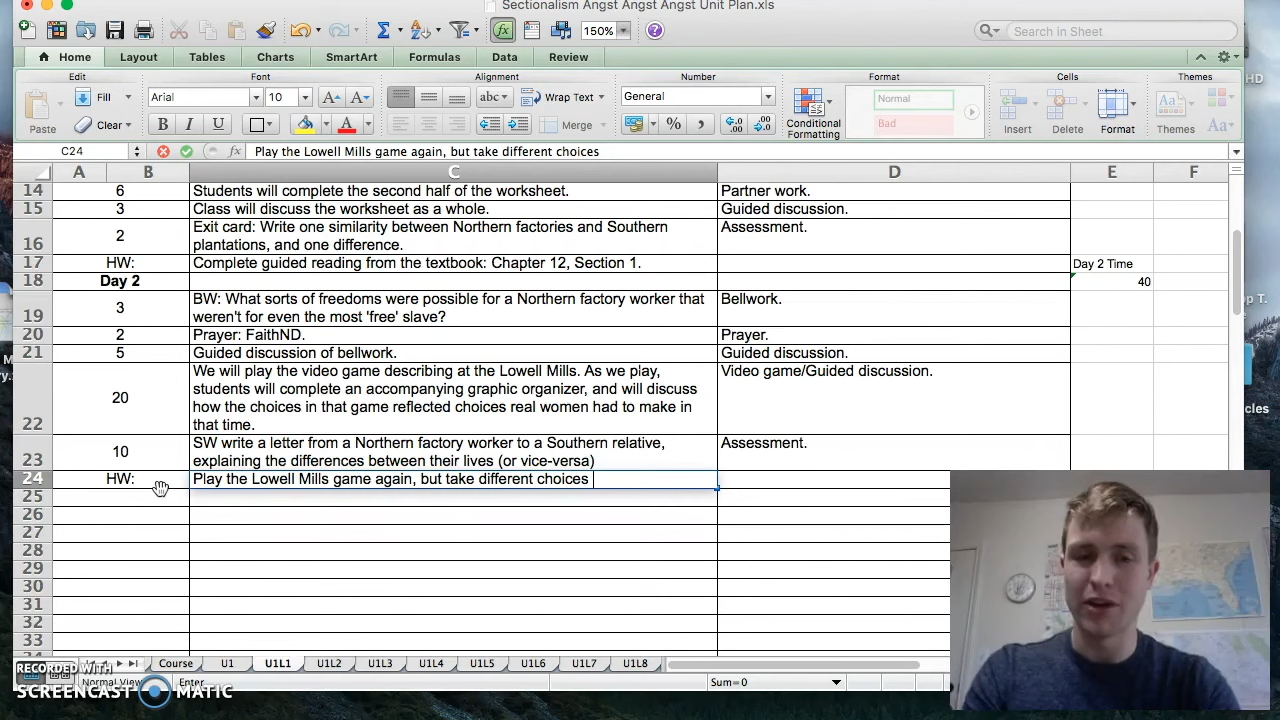 Sectionalism Angst Angst Angst Unit Plan.xls
150%
Search in Sheet
Home Layout Tables Charts SmartArt Formulas Data Review
Edit Font Alignment Number Format Cells Themes
Fill Arial 10 A A abc Wrap Text General Normal
Paste Clear B I U A Merge % Conditional Formatting Bad Insert Delete Format Themes Aa
C24 fx Play the Lowell Mills game again, but take different choices
A B C D E F
14 6 Students will complete the second half of the worksheet. Partner work.
15 3 Class will discuss the worksheet as a whole. Guided discussion.
16 2 Exit card: Write one similarity between Northern factories and Southern Assessment.
plantations, and one difference.
17 HW: Complete guided reading from the textbook: Chapter 12, Section 1. Day 2 Time
18 Day 2 40
19 3 BW: What sorts of freedoms were possible for a Northern factory worker that Bellwork.
weren't for even the most 'free' slave?
20 2 Prayer: FaithND. Prayer.
21 5 Guided discussion of bellwork. Guided discussion.
22 20 We will play the video game describing at the Lowell Mills. As we play, Video game/Guided discussion.
students will complete an accompanying graphic organizer, and will discuss
how the choices in that game reflected choices real women had to make in
that time.
23 10 SW write a letter from a Northern factory worker to a Southern relative, Assessment.
explaining the differences between their lives (or vice-versa)
24 HW: Play the Lowell Mills game again, but take different choices
25
26
27
28
29
30
31
32
33
Course U1 U1L1 U1L2 U1L3 U1L4 U1L5 U1L6 U1L7 U1L8
Normal View Enter Sum=0
RECORDED WITH
SCREENCAST MATIC